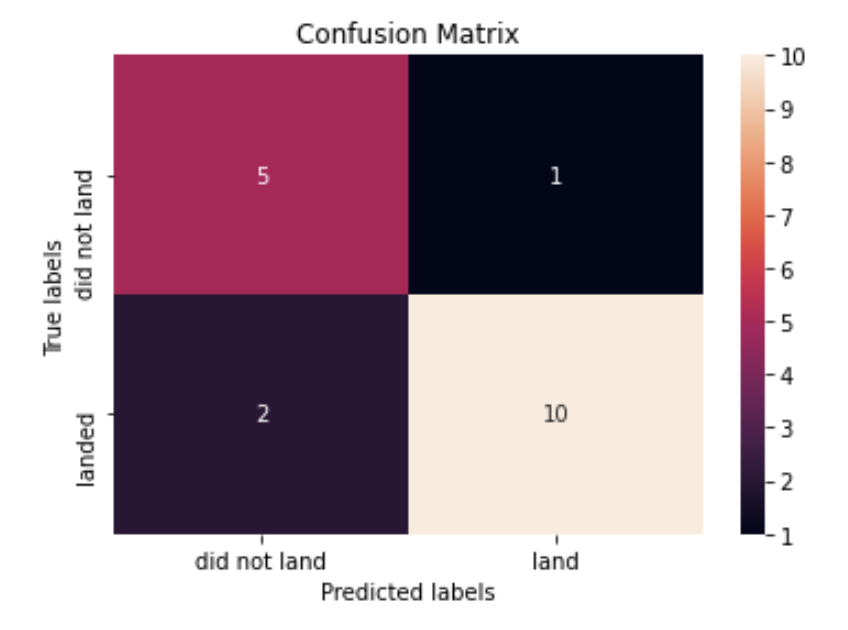 Confusion Matrix
True labels
did not land
landed
5
1
2
10
did not land
land
Predicted labels
10
9
8
7
6
5
4
3
2
1